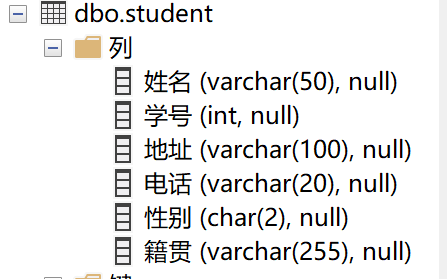 dbo.student
列
姓名 (varchar(50), null)
学号 (int, null)
地址 (varchar(100), null)
电话 (varchar(20), null)
性别 (char(2), null)
籍贯 (varchar(255), null)